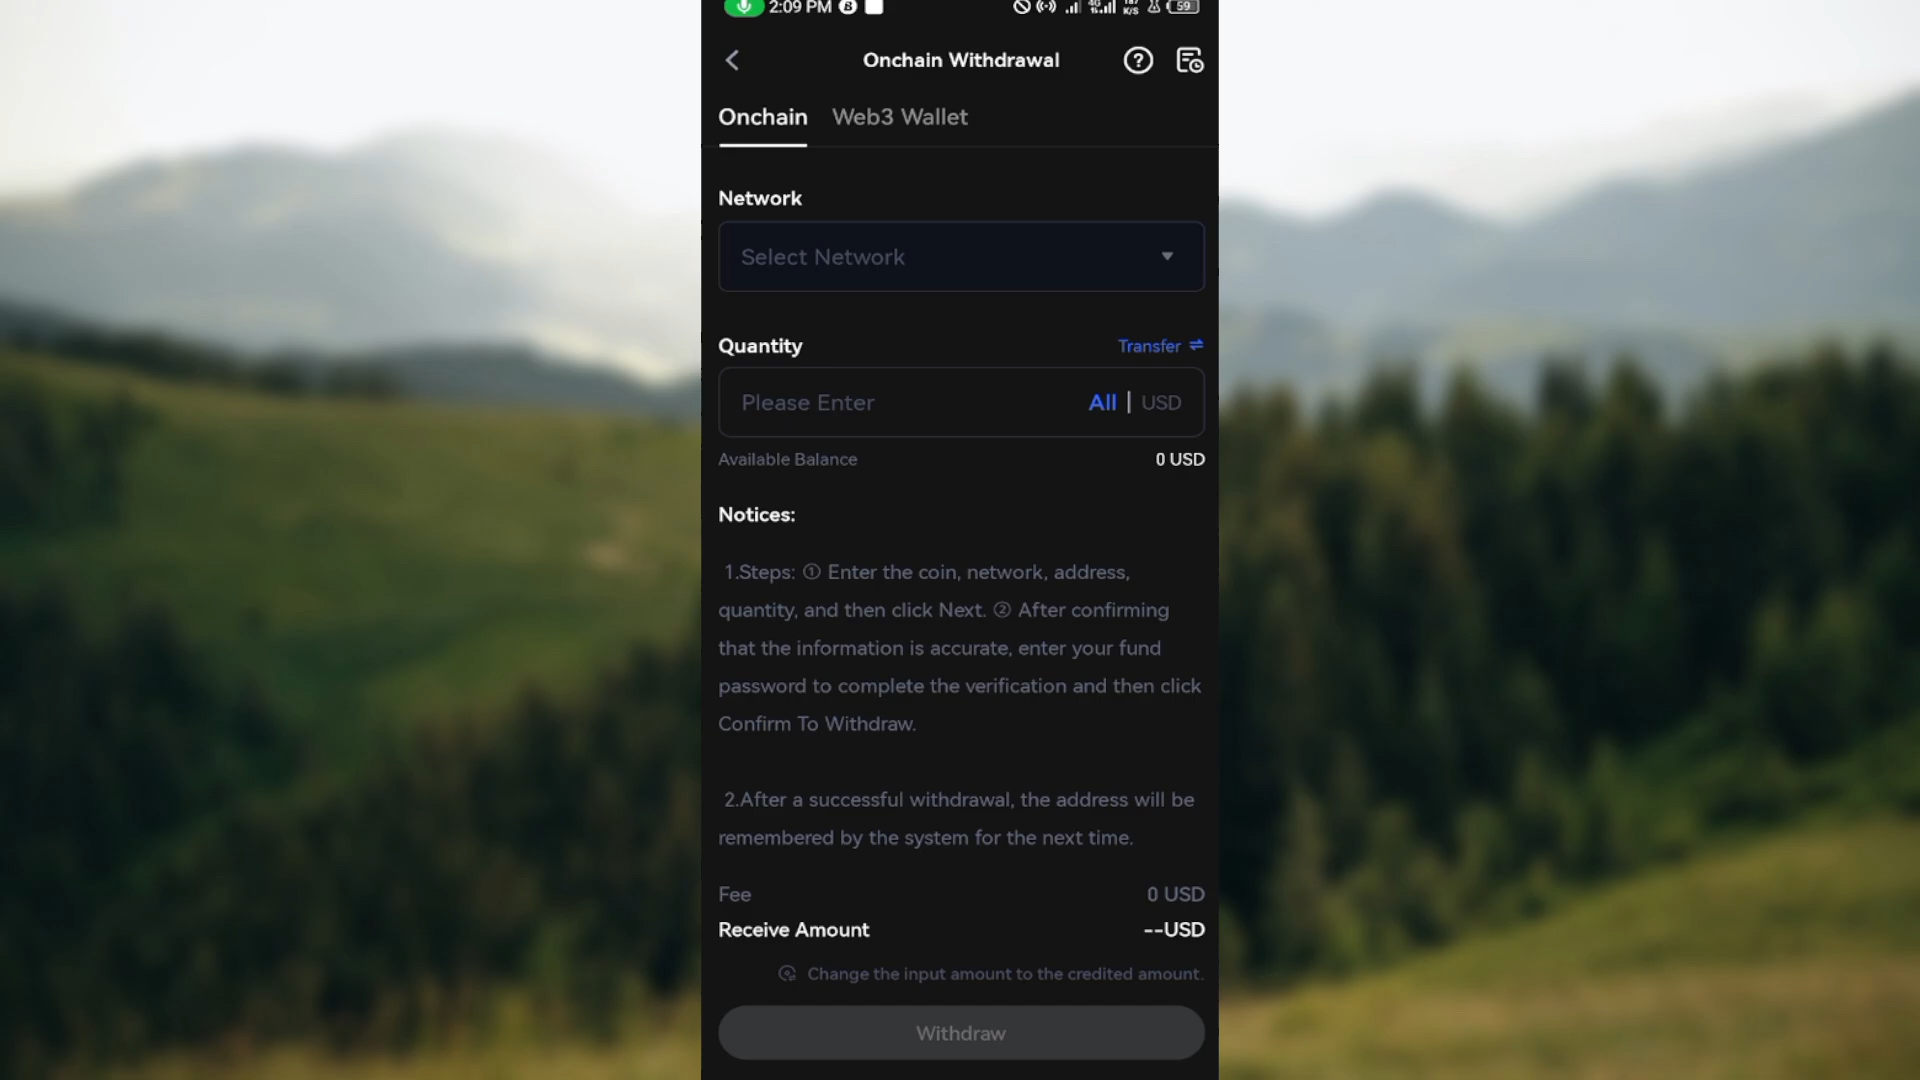 2:09 PM
4G
K/S
59
Onchain Withdrawal
Onchain Web3 Wallet
Network
Select Network
Quantity Transfer
Please Enter All | USD
Available Balance 0 USD
Notices:
1.Steps: ① Enter the coin, network, address,
quantity, and then click Next. ② After confirming
that the information is accurate, enter your fund
password to complete the verification and then click
Confirm To Withdraw.
2.After a successful withdrawal, the address will be
remembered by the system for the next time.
Fee 0 USD
Receive Amount --USD
Change the input amount to the credited amount.
Withdraw